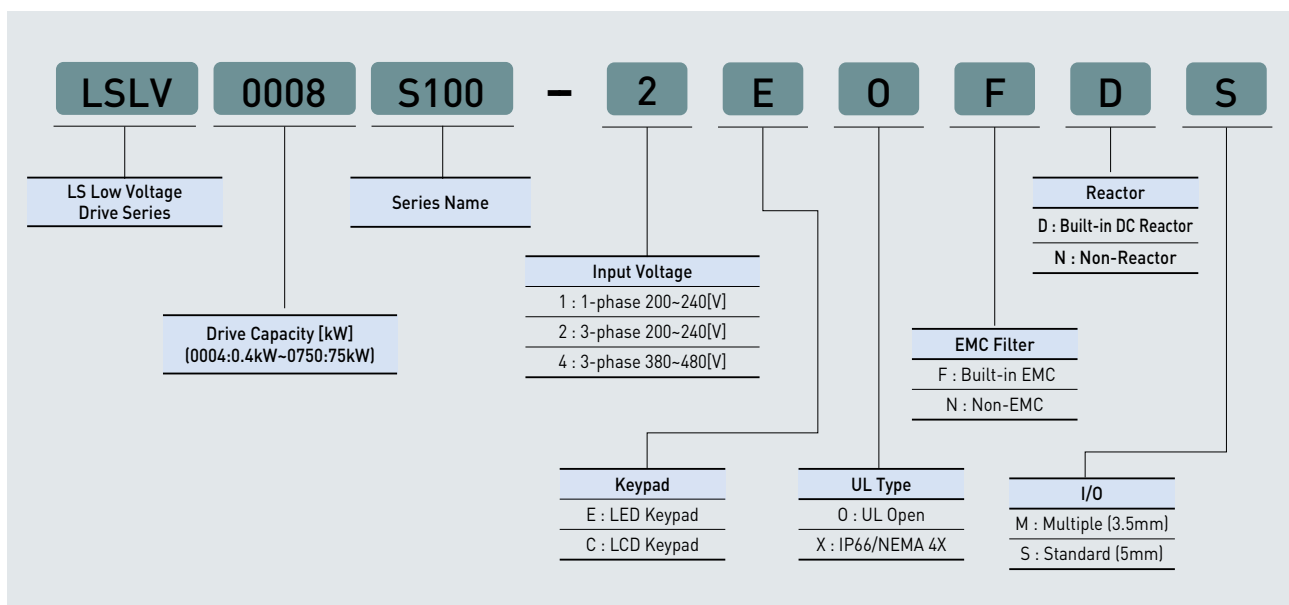 LSLV 0008 S100 - 2 E O F D S
LS Low Voltage
Drive Series
Series Name
Reactor
D : Built-in DC Reactor
N : Non-Reactor
Input Voltage
1 : 1-phase 200~240[V]
2 : 3-phase 200~240[V]
4 : 3-phase 380~480[V]
Drive Capacity [kW]
(0004:0.4kW~0750:75kW)
EMC Filter
F : Built-in EMC
N : Non-EMC
Keypad
E : LED Keypad
C : LCD Keypad
UL Type
O : UL Open
X : IP66/NEMA 4X
I/O
M : Multiple (3.5mm)
S : Standard (5mm)